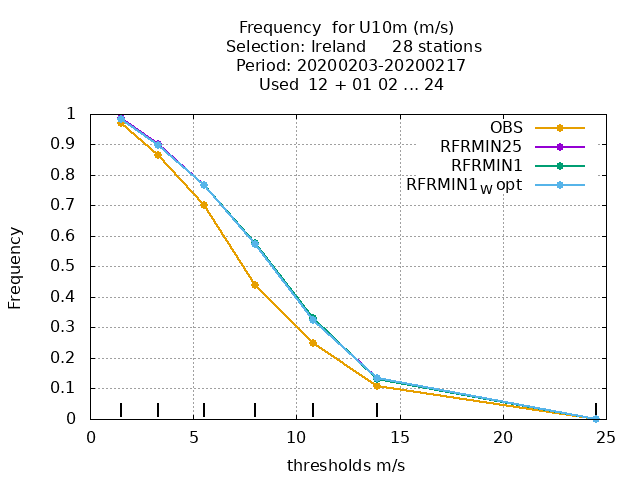 Frequency  for U10m (m/s)
Selection: Ireland     28 stations
Period: 20200203-20200217
Used  12 + 01 02 ... 24
OBS
RFRMIN25
RFRMIN1
RFRMIN1w opt
1
0.9
0.8
0.7
0.6
0.5
0.4
0.3
0.2
0.1
0
Frequency
0 5 10 15 20 25
thresholds m/s